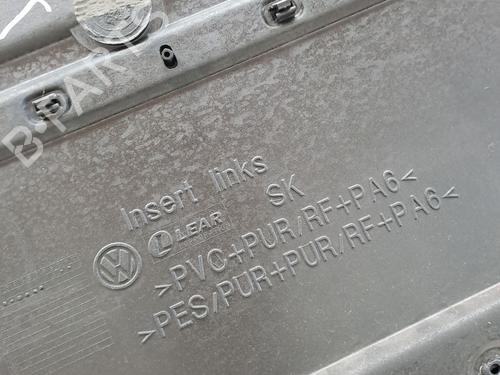 B-PARTS
Insert links
SK
LEAR
>PVC+PUR/RF+PA6<
>PES/PUR+PUR/RF+PA6<